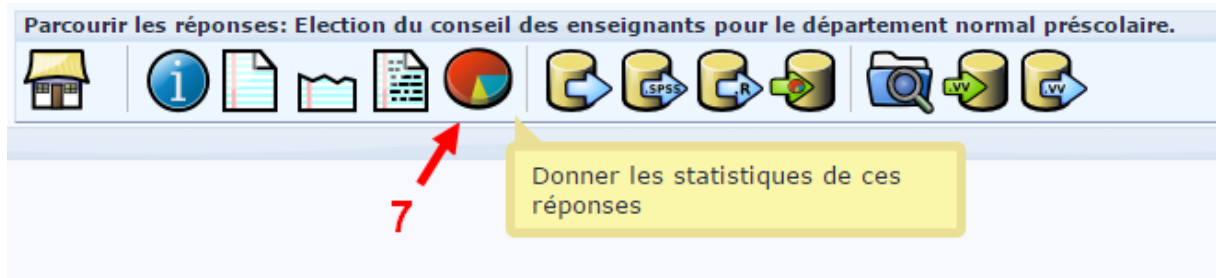 Parcourir les réponses: Election du conseil des enseignants pour le département normal préscolaire.
i .SPSS .R .VV .VV
Donner les statistiques de ces
réponses
7